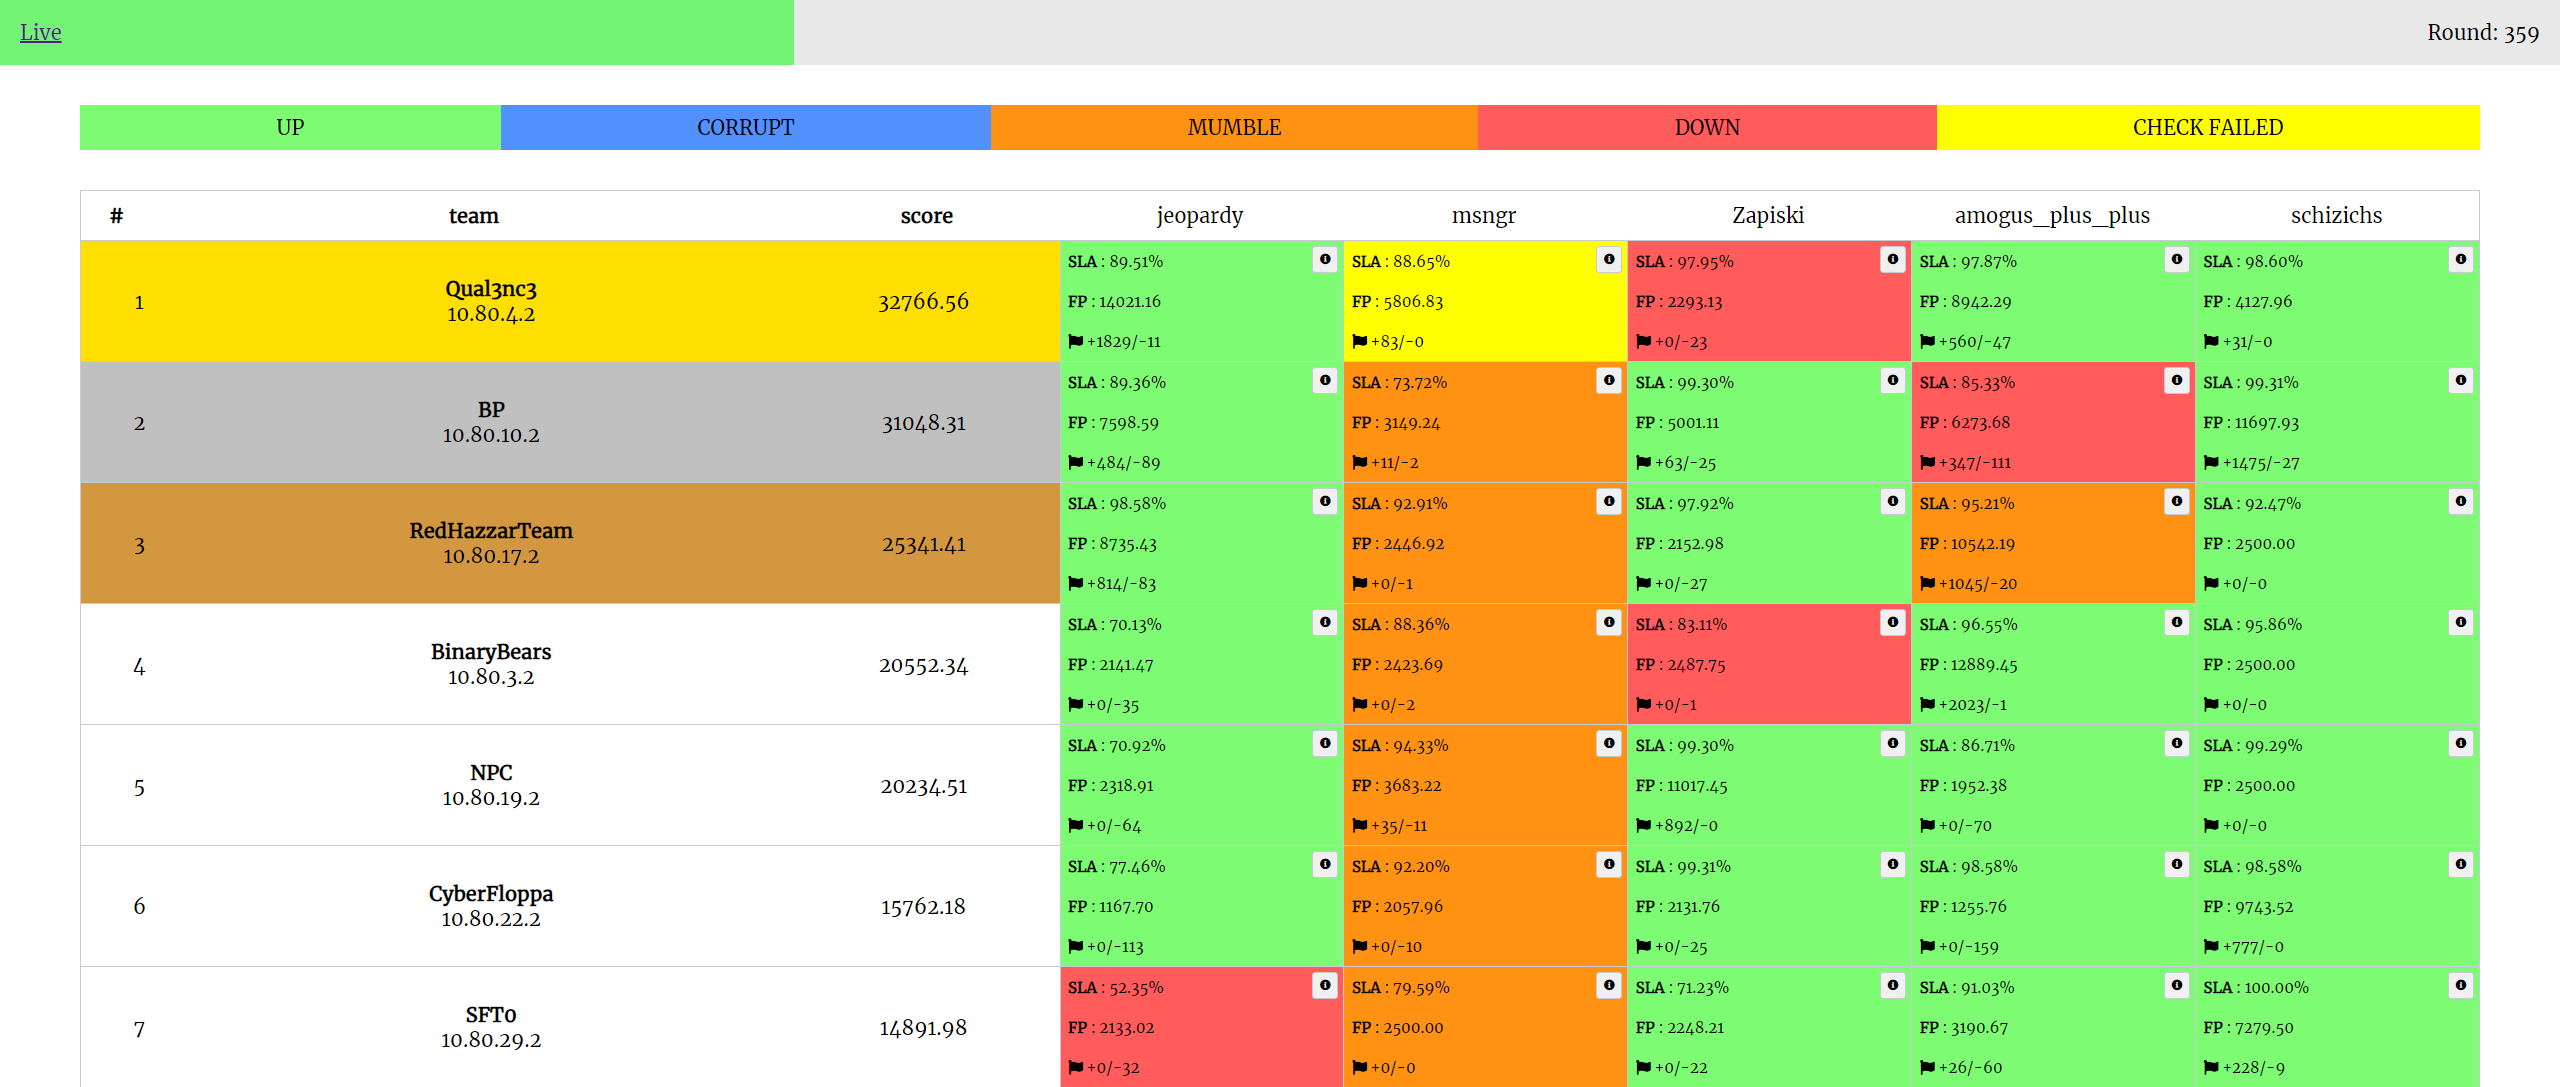 Live
Round: 359
UP CORRUPT MUMBLE DOWN CHECK FAILED
# team score jeopardy msngr Zapiski amogus_plus_plus schizichs
SLA : 89.51% SLA : 88.65% SLA : 97.95% SLA : 97.87% SLA : 98.60%
1 Qual3nc3 32766.56 FP : 14021.16 FP : 5806.83 FP : 2293.13 FP : 8942.29 FP : 4127.96
10.80.4.2
+1829/-11 +83/-0 +0/-23 +560/-47 +31/-0
SLA : 89.36% SLA : 73.72% SLA : 99.30% SLA : 85.33% SLA : 99.31%
2 BP 31048.31 FP : 7598.59 FP : 3149.24 FP : 5001.11 FP : 6273.68 FP : 11697.93
10.80.10.2
+484/-89 +11/-2 +63/-25 +347/-111 +1475/-27
SLA : 98.58% SLA : 92.91% SLA : 97.92% SLA : 95.21% SLA : 92.47%
3 RedHazzarTeam 25341.41 FP : 8735.43 FP : 2446.92 FP : 2152.98 FP : 10542.19 FP : 2500.00
10.80.17.2
+814/-83 +0/-1 +0/-27 +1045/-20 +0/-0
SLA : 70.13% SLA : 88.36% SLA : 83.11% SLA : 96.55% SLA : 95.86%
4 BinaryBears 20552.34 FP : 2141.47 FP : 2423.69 FP : 2487.75 FP : 12889.45 FP : 2500.00
10.80.3.2
+0/-35 +0/-2 +0/-1 +2023/-1 +0/-0
SLA : 70.92% SLA : 94.33% SLA : 99.30% SLA : 86.71% SLA : 99.29%
5 NPC 20234.51 FP : 2318.91 FP : 3683.22 FP : 11017.45 FP : 1952.38 FP : 2500.00
10.80.19.2
+0/-64 +35/-11 +892/-0 +0/-70 +0/-0
SLA : 77.46% SLA : 92.20% SLA : 99.31% SLA : 98.58% SLA : 98.58%
6 CyberFloppa 15762.18 FP : 1167.70 FP : 2057.96 FP : 2131.76 FP : 1255.76 FP : 9743.52
10.80.22.2
+0/-113 +0/-10 +0/-25 +0/-159 +777/-0
SLA : 52.35% SLA : 79.59% SLA : 71.23% SLA : 91.03% SLA : 100.00%
7 SFT0 14891.98 FP : 2133.02 FP : 2500.00 FP : 2248.21 FP : 3190.67 FP : 7279.50
10.80.29.2
+0/-32 +0/-0 +0/-22 +26/-60 +228/-9